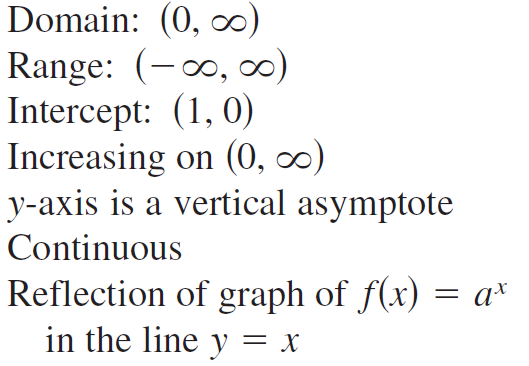 Domain: (0, ∞)
Range: (−∞, ∞)
Intercept: (1, 0)
Increasing on (0, ∞)
y-axis is a vertical asymptote
Continuous
Reflection of graph of f(x) = aˣ
in the line y = x